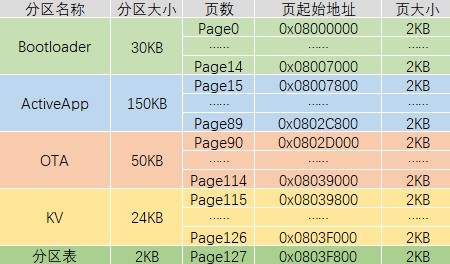 分区名称 分区大小 页数 页起始地址 页大小
Bootloader 30KB Page0 0x08000000 2KB
...... ...... ......
Page14 0x08007000 2KB
ActiveApp 150KB Page15 0x08007800 2KB
...... ...... ......
Page89 0x0802C800 2KB
OTA 50KB Page90 0x0802D000 2KB
...... ...... ......
Page114 0x08039000 2KB
KV 24KB Page115 0x08039800 2KB
...... ...... ......
Page126 0x0803F000 2KB
分区表 2KB Page127 0x0803F800 2KB